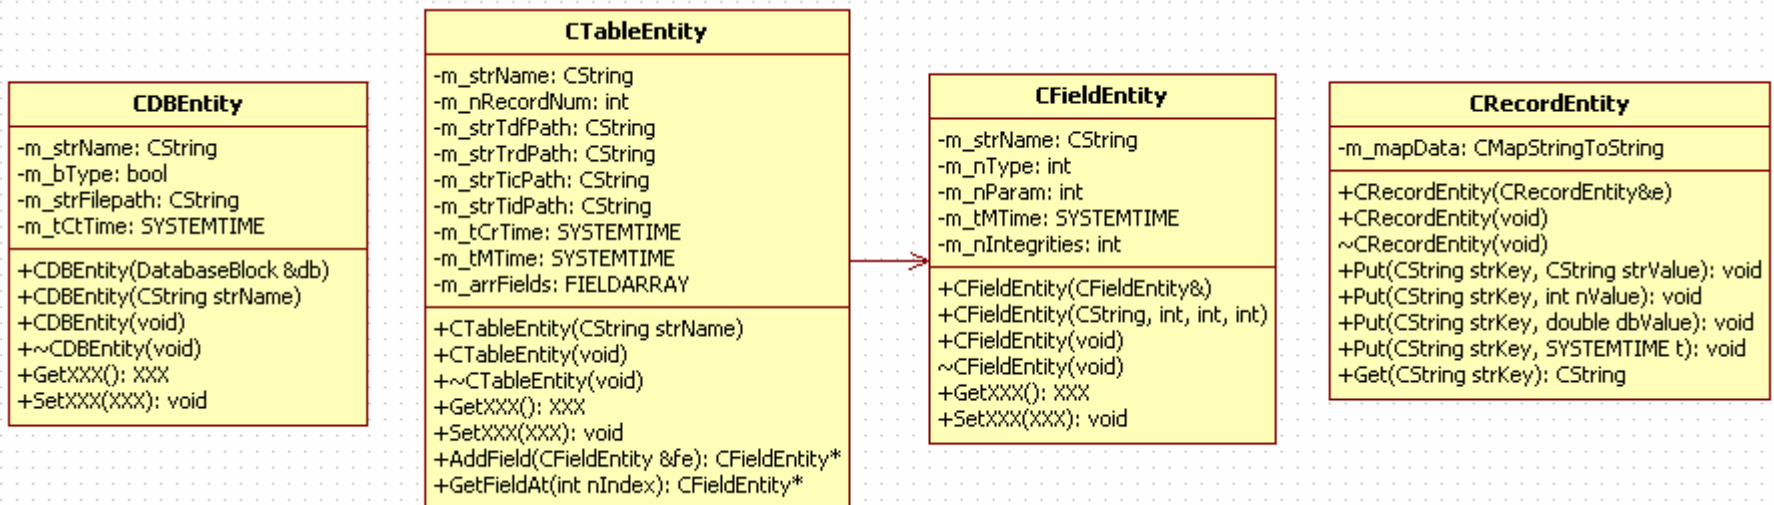 CDBEntity
-m_strName: CString
-m_bType: bool
-m_strFilepath: CString
-m_tCtTime: SYSTEMTIME
+CDBEntity(DatabaseBlock &db)
+CDBEntity(CString strName)
+CDBEntity(void)
+~CDBEntity(void)
+GetXXX(): XXX
+SetXXX(XXX): void
CTableEntity
-m_strName: CString
-m_nRecordNum: int
-m_strTdfPath: CString
-m_strTrdPath: CString
-m_strTicPath: CString
-m_strTidPath: CString
-m_tCrTime: SYSTEMTIME
-m_tMTime: SYSTEMTIME
-m_arrFields: FIELDARRAY
+CTableEntity(CString strName)
+CTableEntity(void)
+~CTableEntity(void)
+GetXXX(): XXX
+SetXXX(XXX): void
+AddField(CFieldEntity &fe): CFieldEntity*
+GetFieldAt(int nIndex): CFieldEntity*
CFieldEntity
-m_strName: CString
-m_nType: int
-m_nParam: int
-m_tMTime: SYSTEMTIME
-m_nIntegrities: int
+CFieldEntity(CFieldEntity&)
+CFieldEntity(CString, int, int, int)
+CFieldEntity(void)
~CFieldEntity(void)
+GetXXX(): XXX
+SetXXX(XXX): void
CRecordEntity
-m_mapData: CMapStringToString
+CRecordEntity(CRecordEntity&e)
+CRecordEntity(void)
~CRecordEntity(void)
+Put(CString strKey, CString strValue): void
+Put(CString strKey, int nValue): void
+Put(CString strKey, double dbValue): void
+Put(CString strKey, SYSTEMTIME t): void
+Get(CString strKey): CString